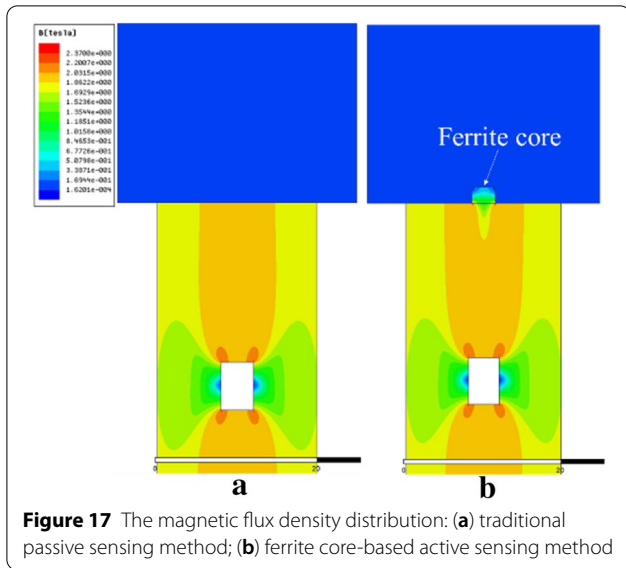 B[tesla]
2.3700e+000
2.2007e+000
2.0315e+000
1.8622e+000
1.6929e+000
1.5236e+000
1.3544e+000
1.1851e+000
1.0158e+000
8.4653e-001
6.7726e-001
5.0798e-001
3.3871e-001
1.6944e-001
1.6201e-004
Ferrite core
0 20
0 20
a b
Figure 17 The magnetic flux density distribution: (a) traditional
passive sensing method; (b) ferrite core-based active sensing method